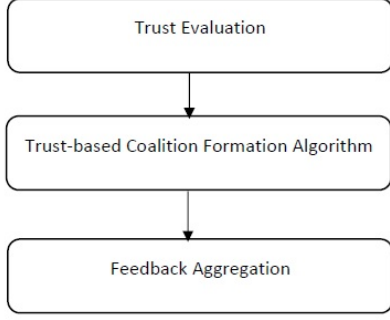 Trust Evaluation
Trust-based Coalition Formation Algorithm
Feedback Aggregation